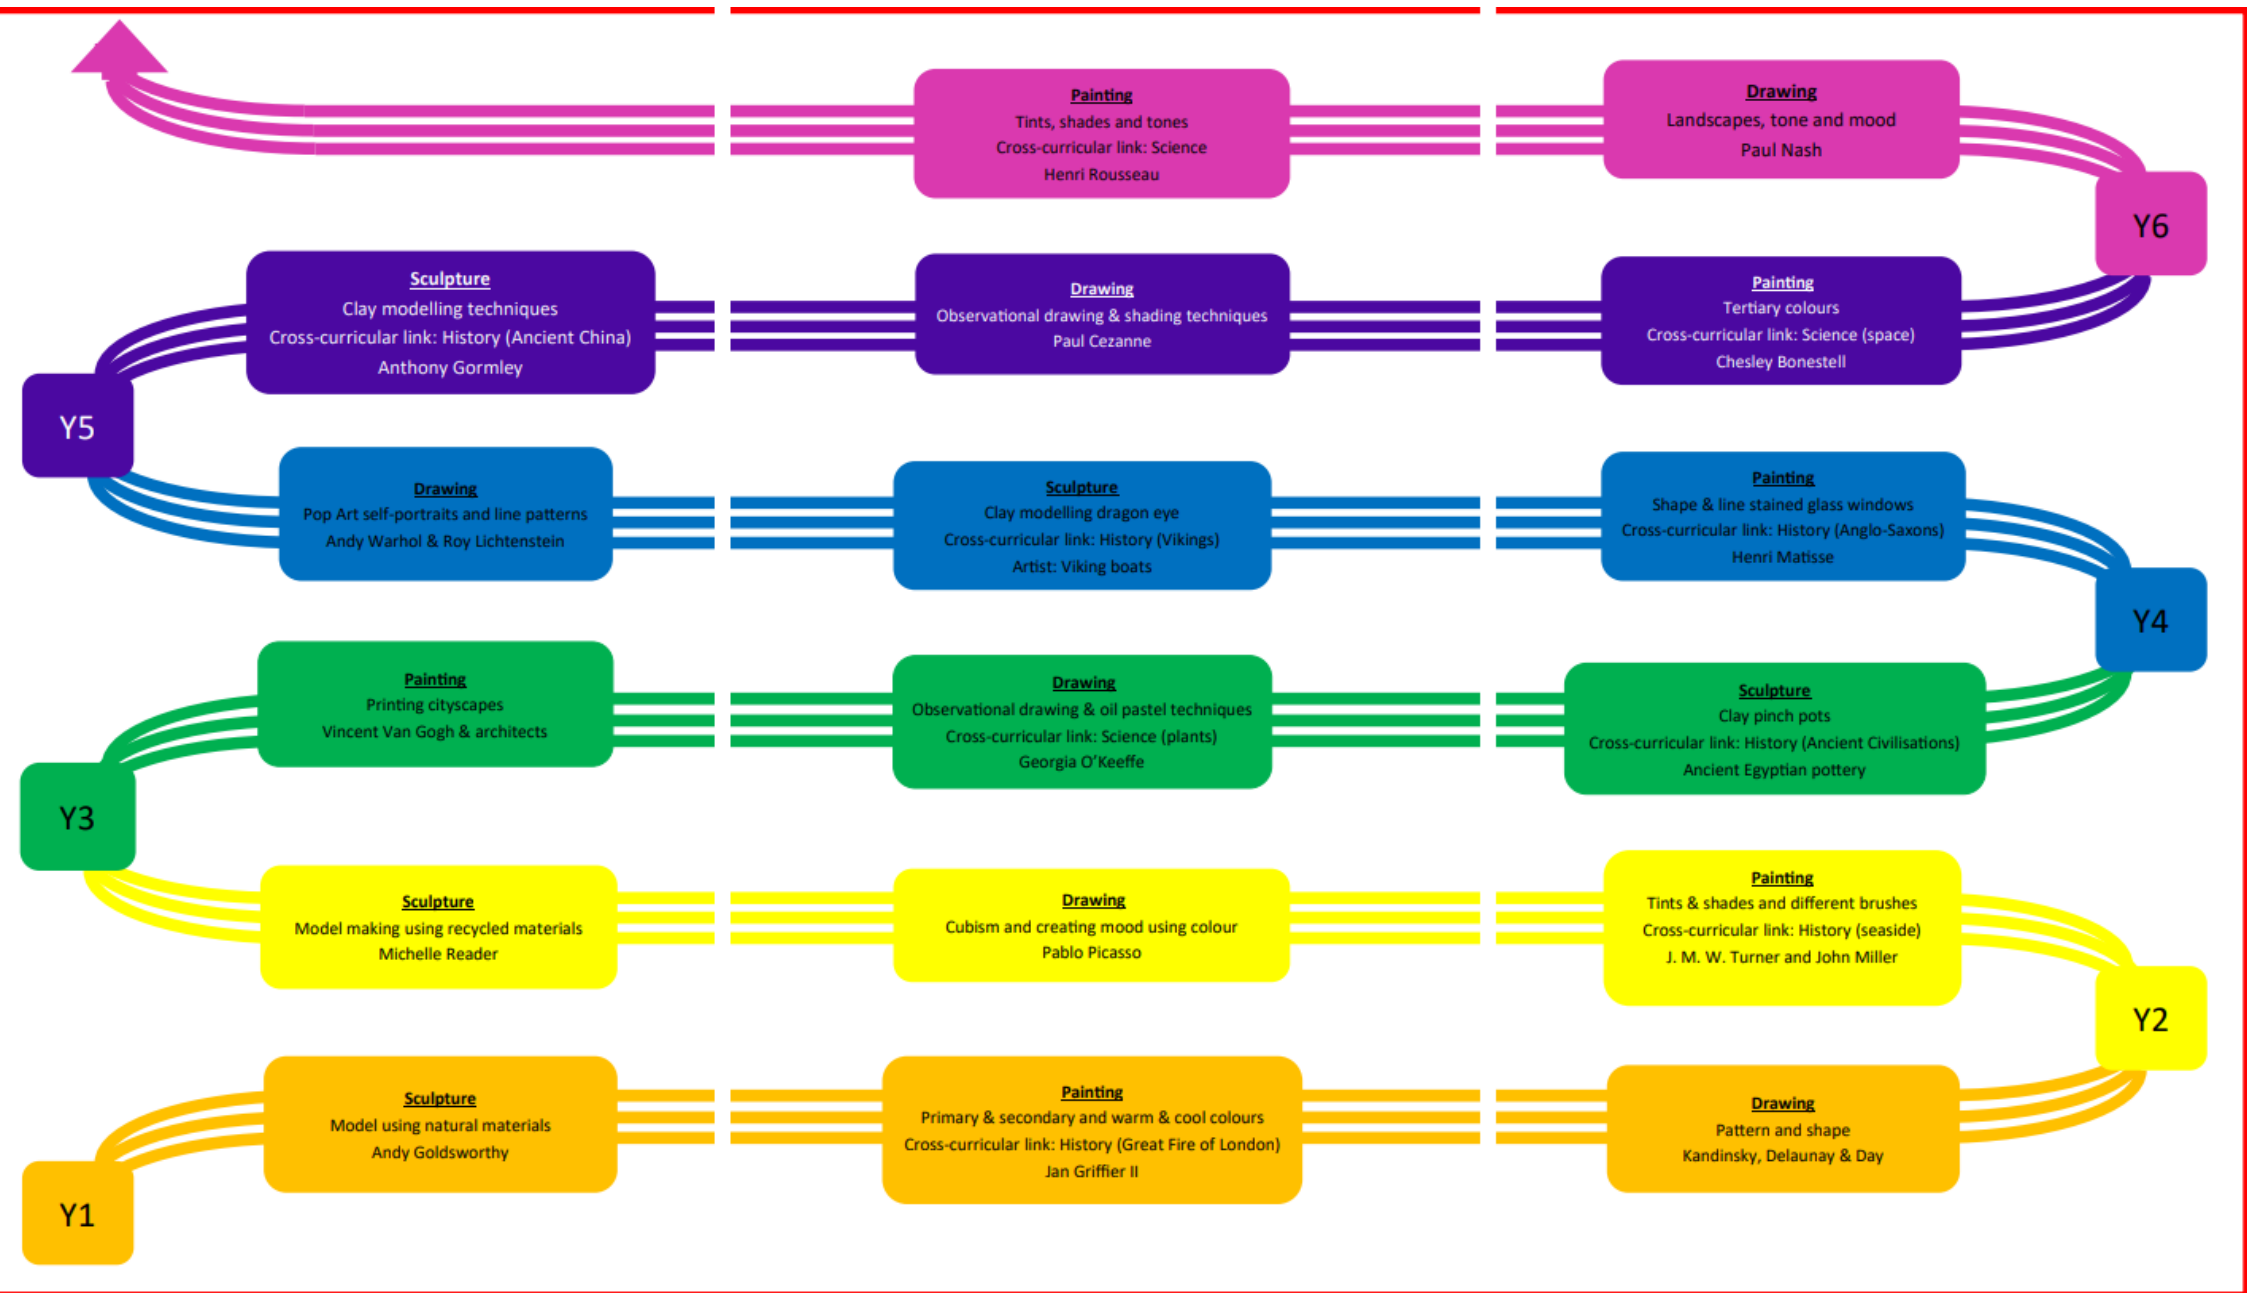 Painting
Tints, shades and tones
Cross-curricular link: Science
Henri Rousseau
Drawing
Landscapes, tone and mood
Paul Nash
Y6
Sculpture
Clay modelling techniques
Cross-curricular link: History (Ancient China)
Anthony Gormley
Drawing
Observational drawing & shading techniques
Paul Cezanne
Painting
Tertiary colours
Cross-curricular link: Science (space)
Chesley Bonestell
Y5
Drawing
Pop Art self-portraits and line patterns
Andy Warhol & Roy Lichtenstein
Sculpture
Clay modelling dragon eye
Cross-curricular link: History (Vikings)
Artist: Viking boats
Painting
Shape & line stained glass windows
Cross-curricular link: History (Anglo-Saxons)
Henri Matisse
Y4
Painting
Printing cityscapes
Vincent Van Gogh & architects
Drawing
Observational drawing & oil pastel techniques
Cross-curricular link: Science (plants)
Georgia O’Keeffe
Sculpture
Clay pinch pots
Cross-curricular link: History (Ancient Civilisations)
Ancient Egyptian pottery
Y3
Sculpture
Model making using recycled materials
Michelle Reader
Drawing
Cubism and creating mood using colour
Pablo Picasso
Painting
Tints & shades and different brushes
Cross-curricular link: History (seaside)
J. M. W. Turner and John Miller
Y2
Sculpture
Model using natural materials
Andy Goldsworthy
Painting
Primary & secondary and warm & cool colours
Cross-curricular link: History (Great Fire of London)
Jan Griffier II
Drawing
Pattern and shape
Kandinsky, Delaunay & Day
Y1